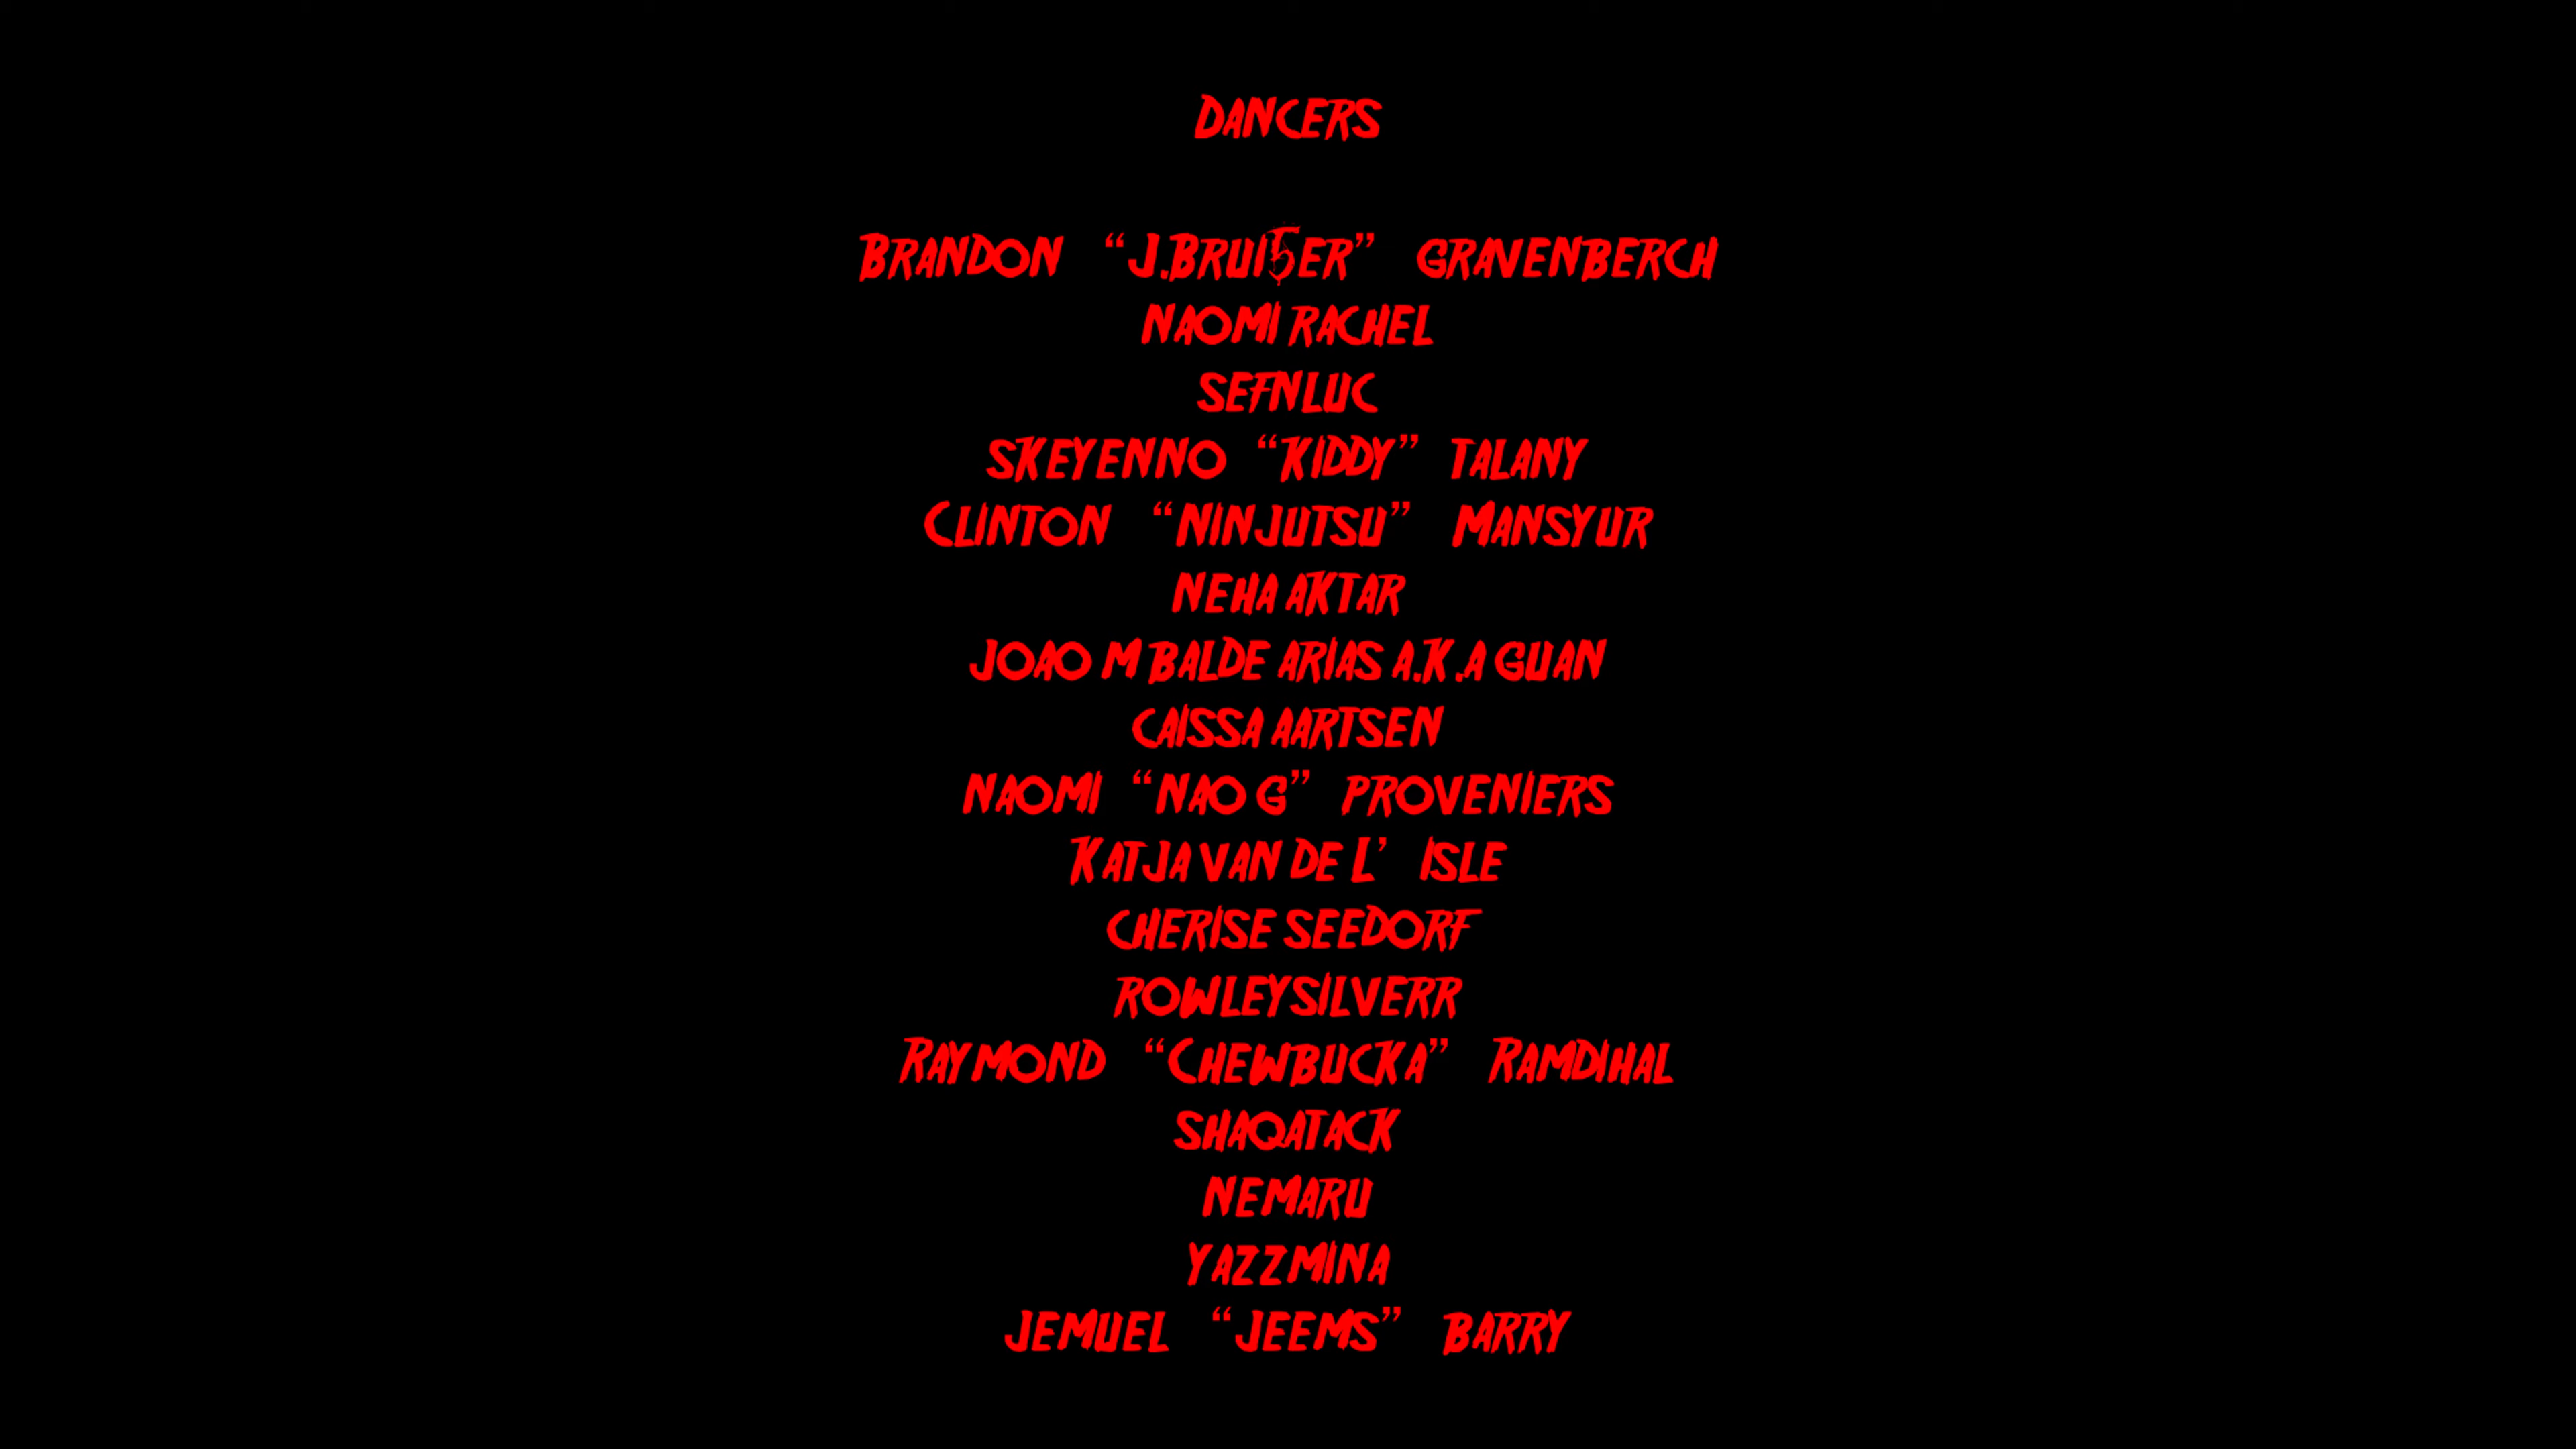 DANCERS
BRANDON “J.BRUI5ER” GRAVENBERCH
NAOMI RACHEL
SEFNLUC
SKEYENNO “KIDDY” TALANY
CLINTON “NINJUTSU” MANSYUR
NEHA AKTAR
JOAO M BALDE ARIAS A.K.A GUAN
CAISSA AARTSEN
NAOMI “NAO G” PROVENIERS
KATJA VAN DE L’ ISLE
CHERISE SEEDORF
ROWLEYSILVERR
RAYMOND “CHEWBUCKA” RAMDIHAL
SHAQATACK
NEMARU
YAZZMINA
JEMUEL “JEEMS” BARRY